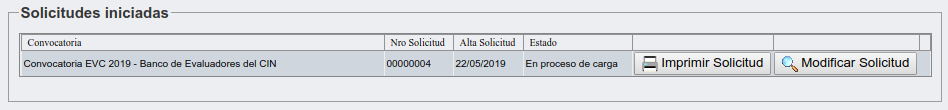 Solicitudes iniciadas
Convocatoria Nro Solicitud Alta Solicitud Estado
Convocatoria EVC 2019 - Banco de Evaluadores del CIN 00000004 22/05/2019 En proceso de carga Imprimir Solicitud Modificar Solicitud